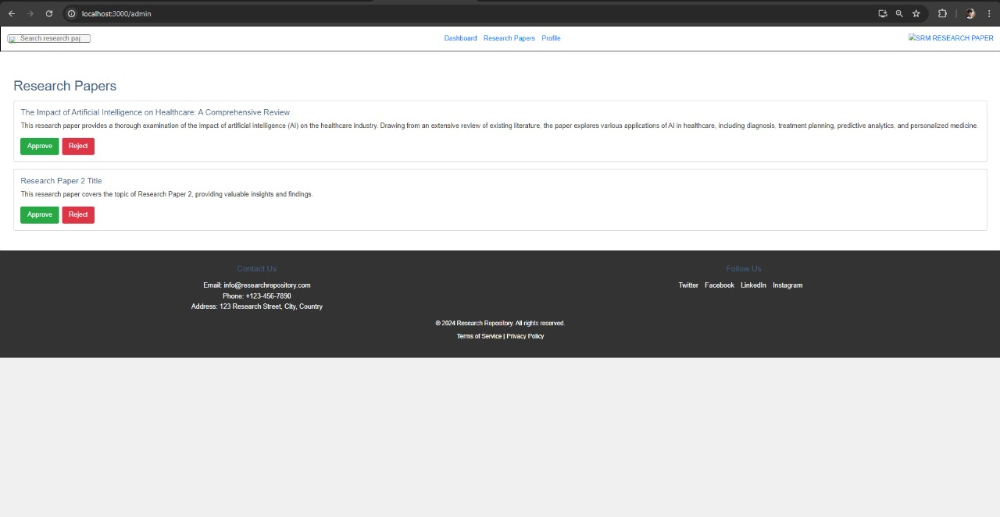 localhost:3000/admin
Search research pap
Dashboard Research Papers Profile
SRM RESEARCH PAPER
Research Papers
The Impact of Artificial Intelligence on Healthcare: A Comprehensive Review
This research paper provides a thorough examination of the impact of artificial intelligence (AI) on the healthcare industry. Drawing from an extensive review of existing literature, the paper explores various applications of AI in healthcare, including diagnosis, treatment planning, predictive analytics, and personalized medicine.
Approve Reject
Research Paper 2 Title
This research paper covers the topic of Research Paper 2, providing valuable insights and findings.
Approve Reject
Contact Us
Email: info@researchrepository.com
Phone: +123-456-7890
Address: 123 Research Street, City, Country
Follow Us
Twitter Facebook LinkedIn Instagram
© 2024 Research Repository. All rights reserved.
Terms of Service | Privacy Policy